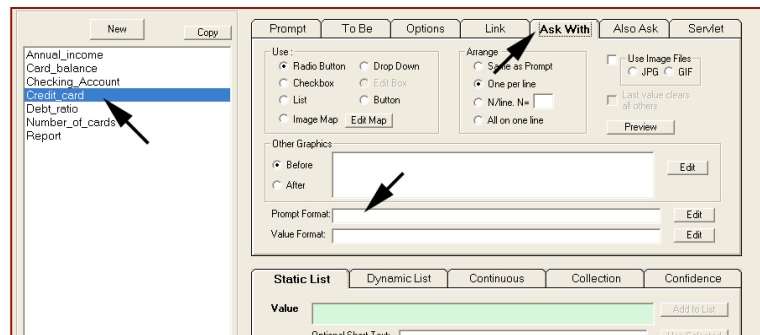 New Copy
Annual_income
Card_balance
Checking_Account
Credit_card
Debt_ratio
Number_of_cards
Report
Prompt To Be Options Link Ask With Also Ask Servlet
Use :
Radio Button Drop Down
Checkbox Edit Box
List Button
Image Map Edit Map
Arrange
Same as Prompt
One per line
N/line. N=
All on one line
Use Image Files
JPG GIF
Last value clears
all others
Preview
Other Graphics
Before
After
Edit
Prompt Format: Edit
Value Format: Edit
Static List Dynamic List Continuous Collection Confidence
Value Add to List
Optional Short Text: